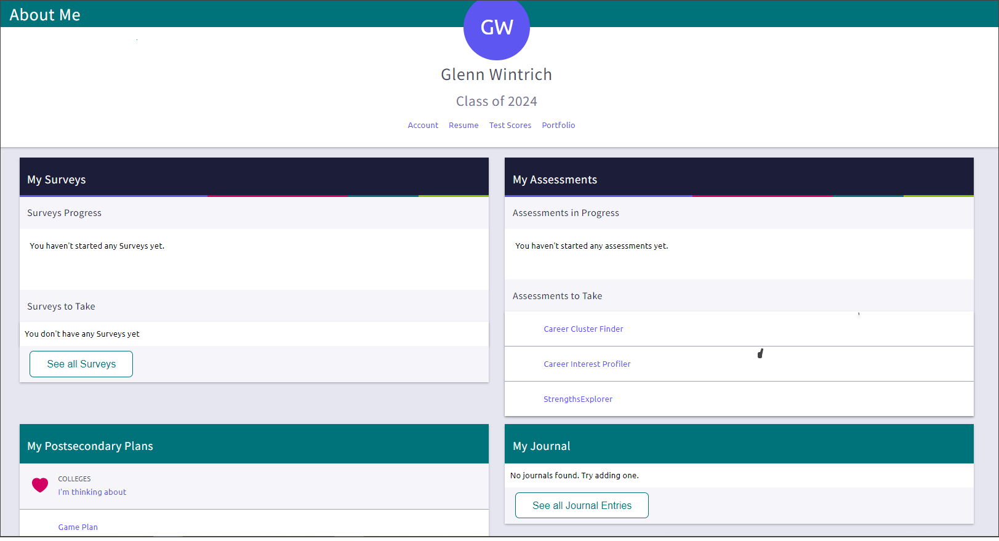 About Me
GW
Glenn Wintrich
Class of 2024
Account Resume Test Scores Portfolio
My Surveys
Surveys Progress
You haven't started any Surveys yet.
Surveys to Take
You don't have any Surveys yet
See all Surveys
My Assessments
Assessments in Progress
You haven't started any assessments yet.
Assessments to Take
Career Cluster Finder
Career Interest Profiler
StrengthsExplorer
My Postsecondary Plans
COLLEGES
I'm thinking about
Game Plan
My Journal
No journals found. Try adding one.
See all Journal Entries